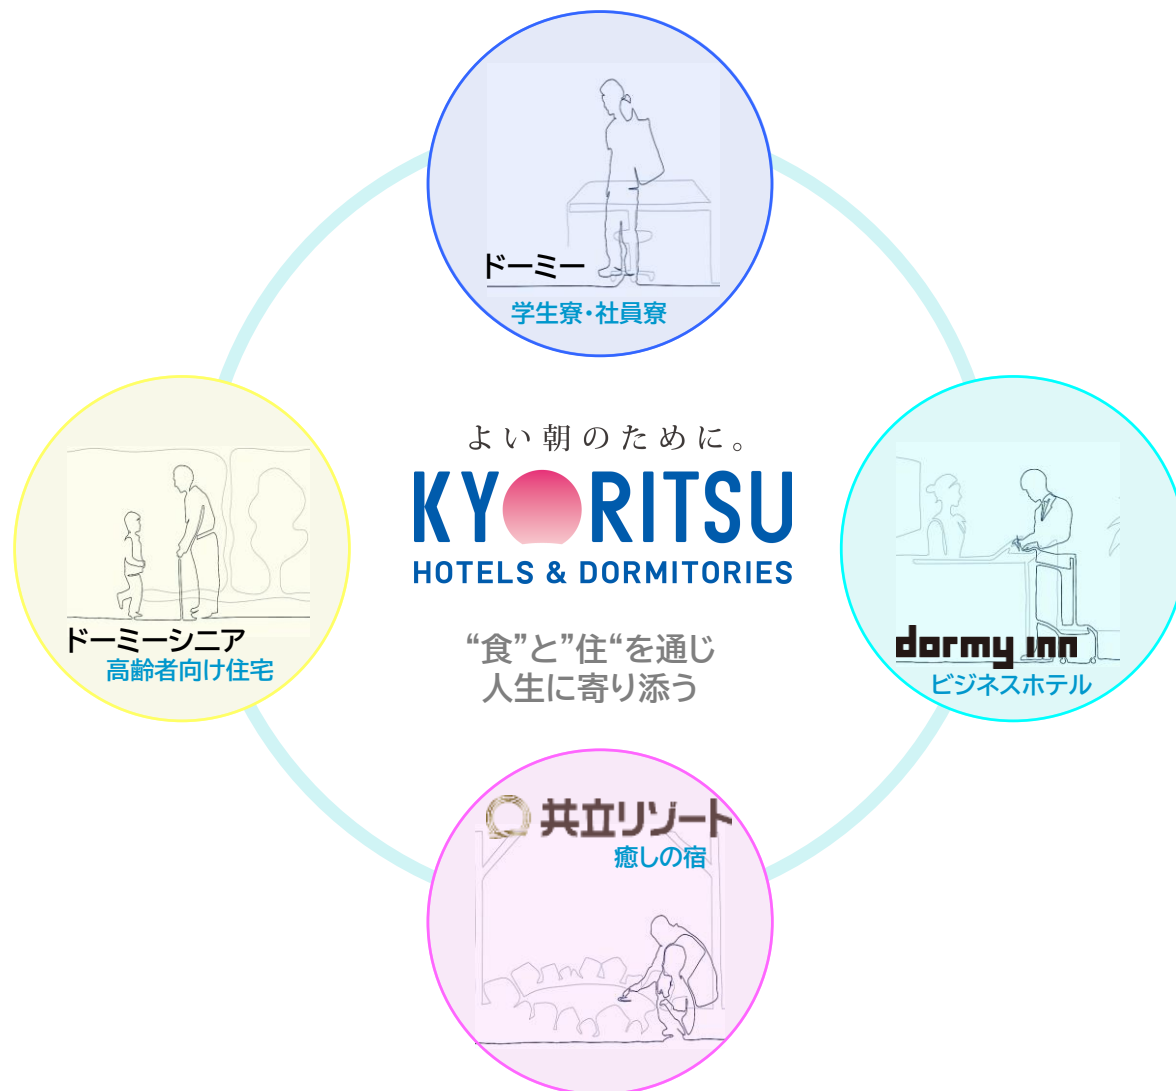 ドーミー
学生寮・社員寮
よい朝のために。
KYORITSU
HOTELS & DORMITORIES
“食”と”住“を通じ
人生に寄り添う
ドーミーシニア
高齢者向け住宅
dormy inn
ビジネスホテル
共立リゾート
癒しの宿